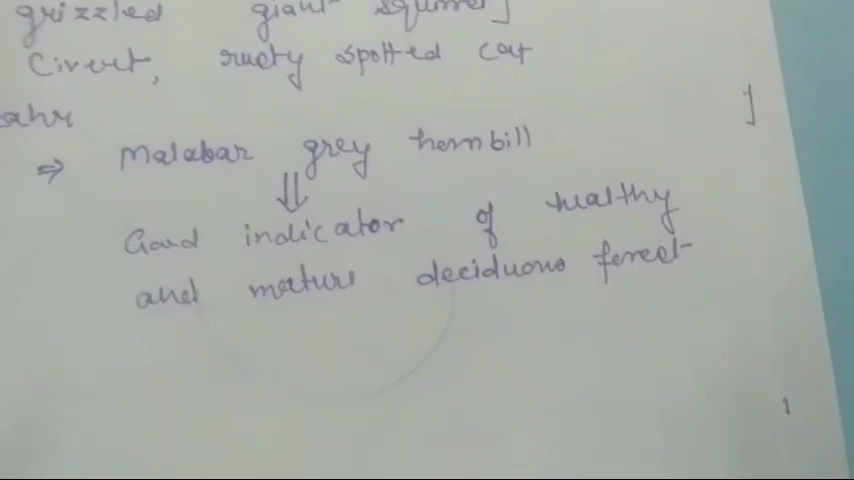 grizzled giant squirrel]
Civert, rusty spotted cat
ahr ]
⇒ Malabar grey hornbill
⇓
Good indicator of healthy
and mature deciduous forest
1